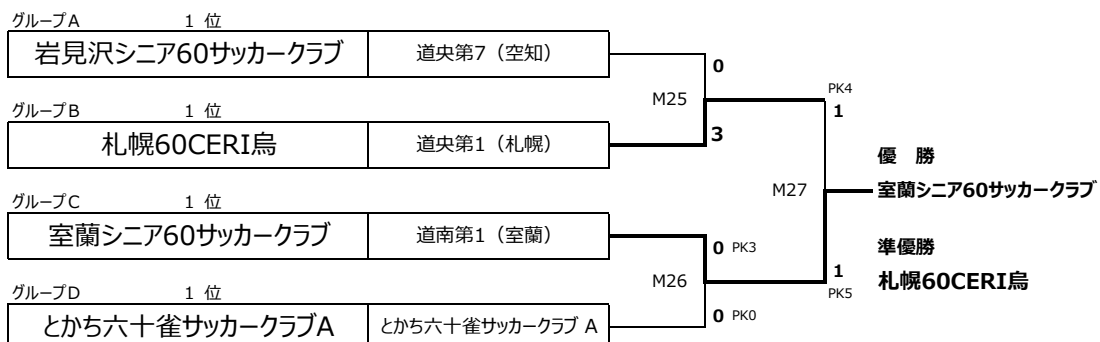 グループA 1 位
岩見沢シニア60サッカークラブ 道央第7（空知）
0
M25
PK4
1
グループB 1 位
札幌60CERI烏 道央第1（札幌）
3
優 勝
M27
室蘭シニア60サッカークラブ
グループC 1 位
室蘭シニア60サッカークラブ 道南第1（室蘭）
0 PK3
準優勝
M26
1
PK5
札幌60CERI烏
グループD 1 位
とかち六十雀サッカークラブA とかち六十雀サッカークラブ A
0 PK0